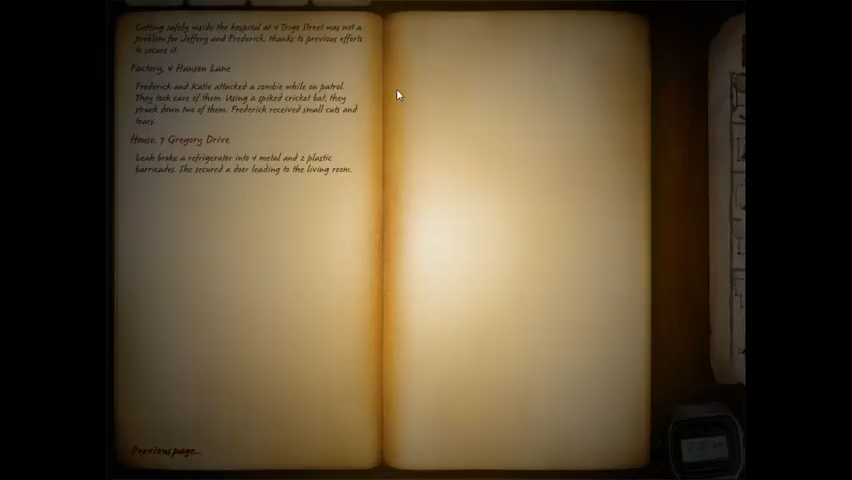 Getting safely inside the hospital at 4 Trigo Street was not a
problem for Jeffery and Frederick, thanks to previous efforts
to secure it.
Factory, 4 Hanson Lane
Frederick and Katie attacked a zombie while on patrol.
They took care of them. Using a spiked cricket bat, they
struck down two of them. Frederick received small cuts and
tears.
House, 7 Gregory Drive
Leah broke a refrigerator into 4 metal and 2 plastic
barricades. She secured a door leading to the living room.
Previous page...